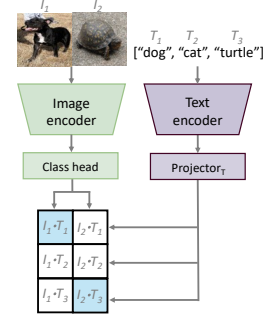 I₁ I₂ T₁ T₂ T₃
["dog", "cat", "turtle"]
Image encoder
Text encoder
Class head
Projector_T
I₁•T₁ I₂•T₁
I₁•T₂ I₂•T₂
I₁•T₃ I₂•T₃